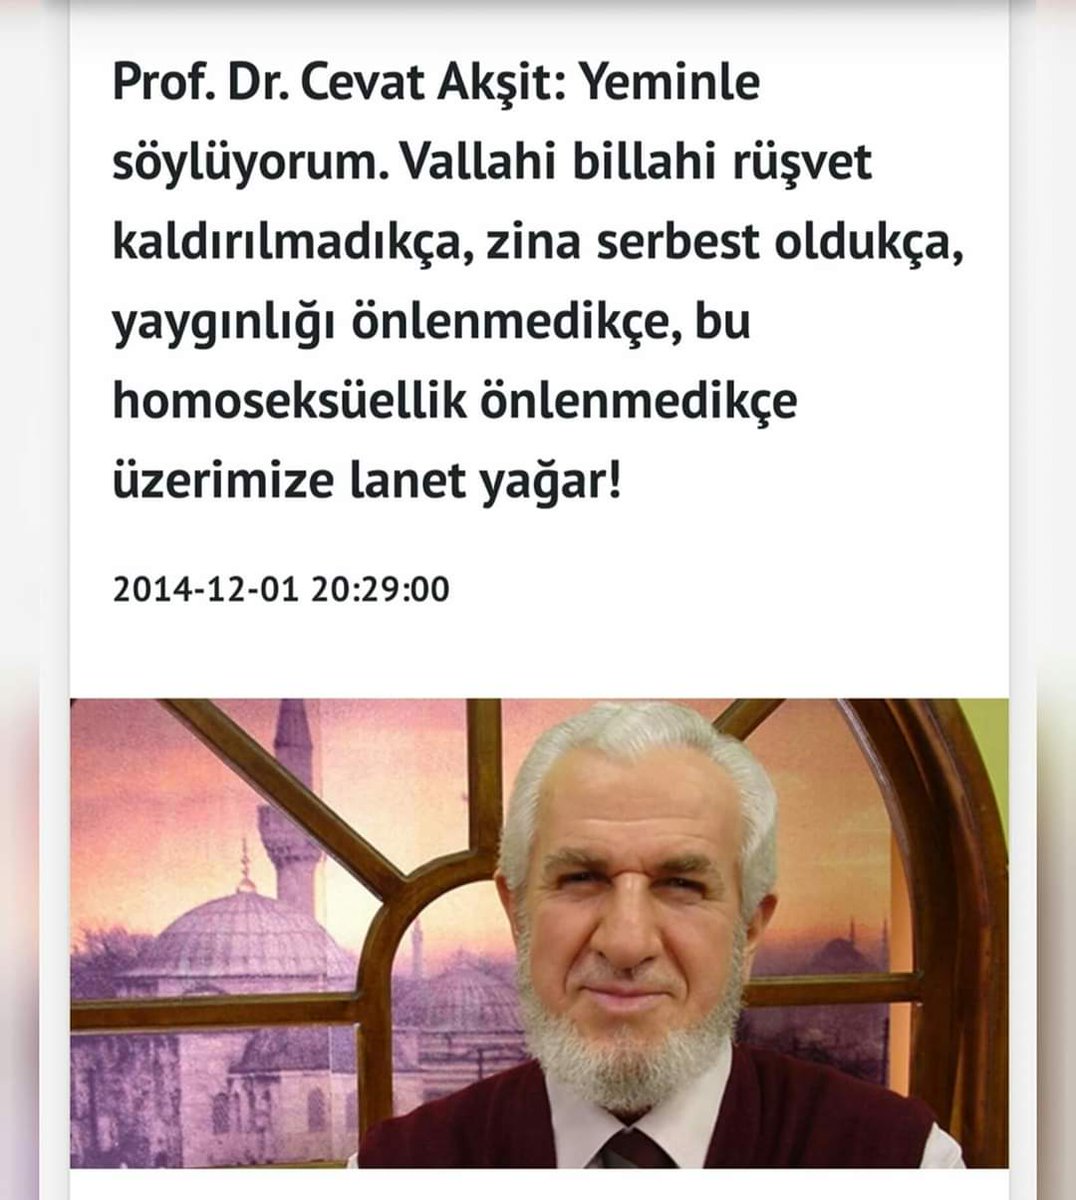 Prof. Dr. Cevat Akşit: Yeminle
söylüyorum. Vallahi billahi rüşvet
kaldırılmadıkça, zina serbest oldukça,
yaygınlığı önlenmedikçe, bu
homoseksüellik önlenmedikçe
üzerimize lanet yağar!
2014-12-01 20:29:00